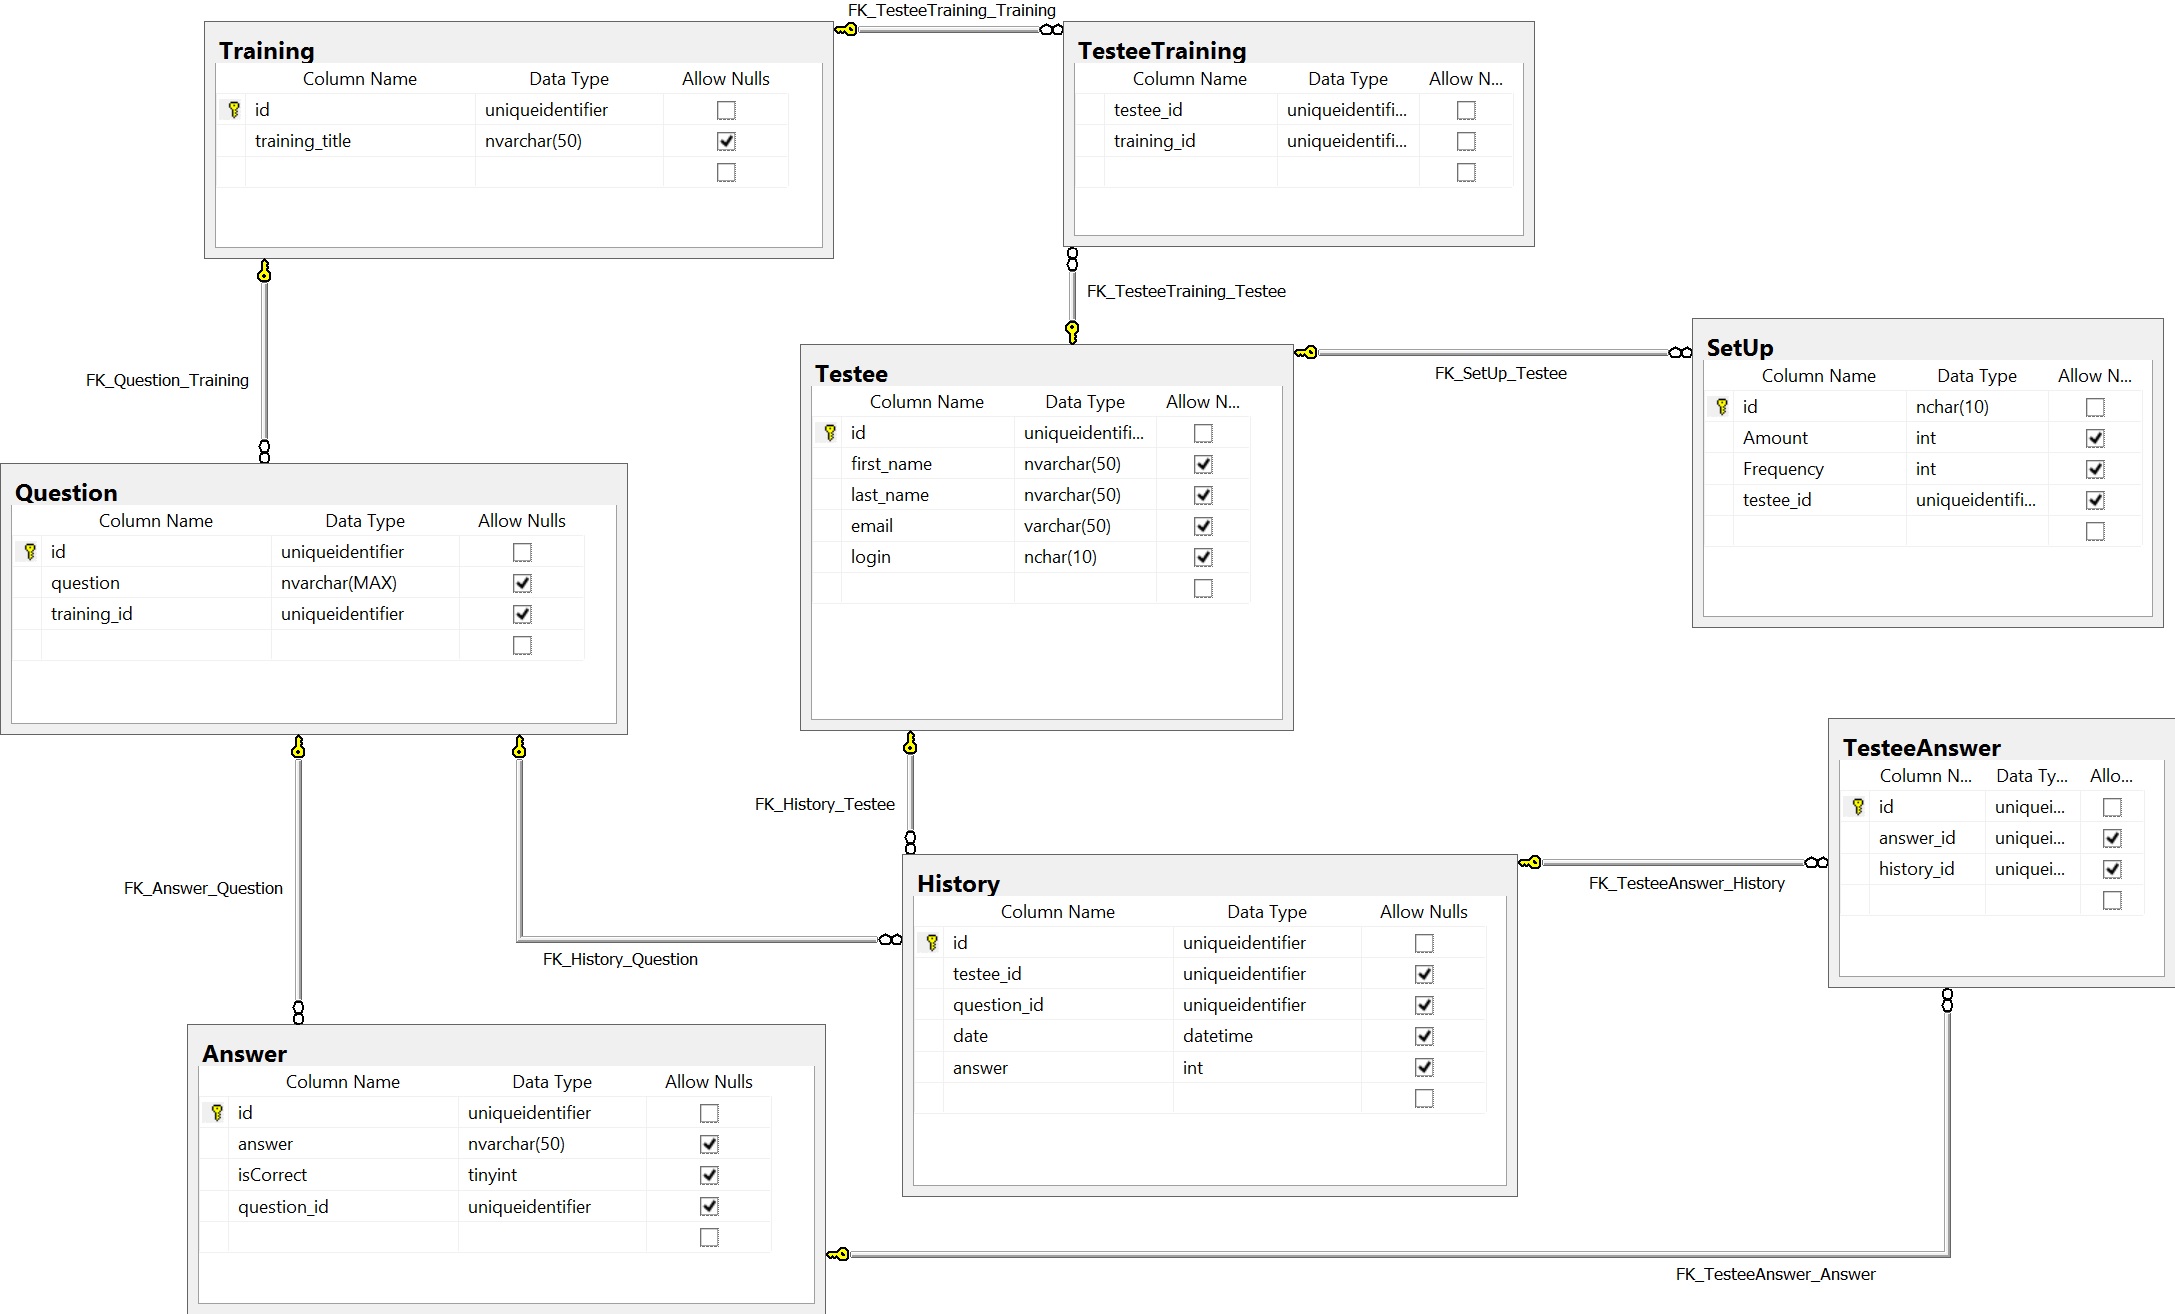 FK_TesteeTraining_Training
Training
Column Name Data Type Allow Nulls
id uniqueidentifier
training_title nvarchar(50)
TesteeTraining
Column Name Data Type Allow N...
testee_id uniqueidentifi...
training_id uniqueidentifi...
FK_TesteeTraining_Testee
FK_Question_Training
Testee
Column Name Data Type Allow N...
id uniqueidentifi...
first_name nvarchar(50)
last_name nvarchar(50)
email varchar(50)
login nchar(10)
FK_SetUp_Testee
SetUp
Column Name Data Type Allow N...
id nchar(10)
Amount int
Frequency int
testee_id uniqueidentifi...
Question
Column Name Data Type Allow Nulls
id uniqueidentifier
question nvarchar(MAX)
training_id uniqueidentifier
FK_History_Testee
TesteeAnswer
Column N... Data Ty... Allo...
id uniquei...
answer_id uniquei...
history_id uniquei...
FK_Answer_Question
FK_History_Question
History
Column Name Data Type Allow Nulls
id uniqueidentifier
testee_id uniqueidentifier
question_id uniqueidentifier
date datetime
answer int
FK_TesteeAnswer_History
Answer
Column Name Data Type Allow Nulls
id uniqueidentifier
answer nvarchar(50)
isCorrect tinyint
question_id uniqueidentifier
FK_TesteeAnswer_Answer